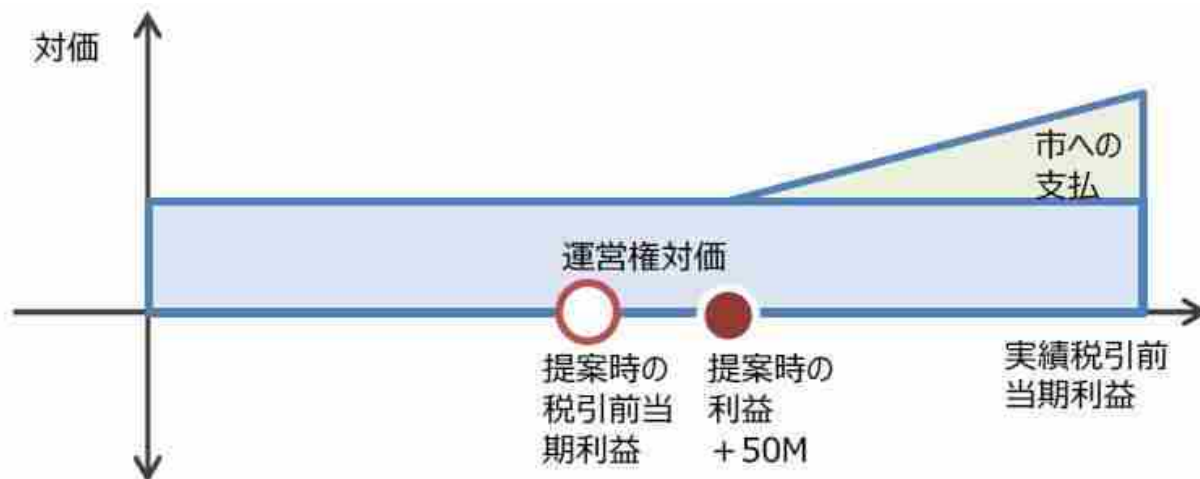 対価
市への
支払
運営権対価
提案時の
税引前当
期利益
提案時の
利益
＋50M
実績税引前
当期利益